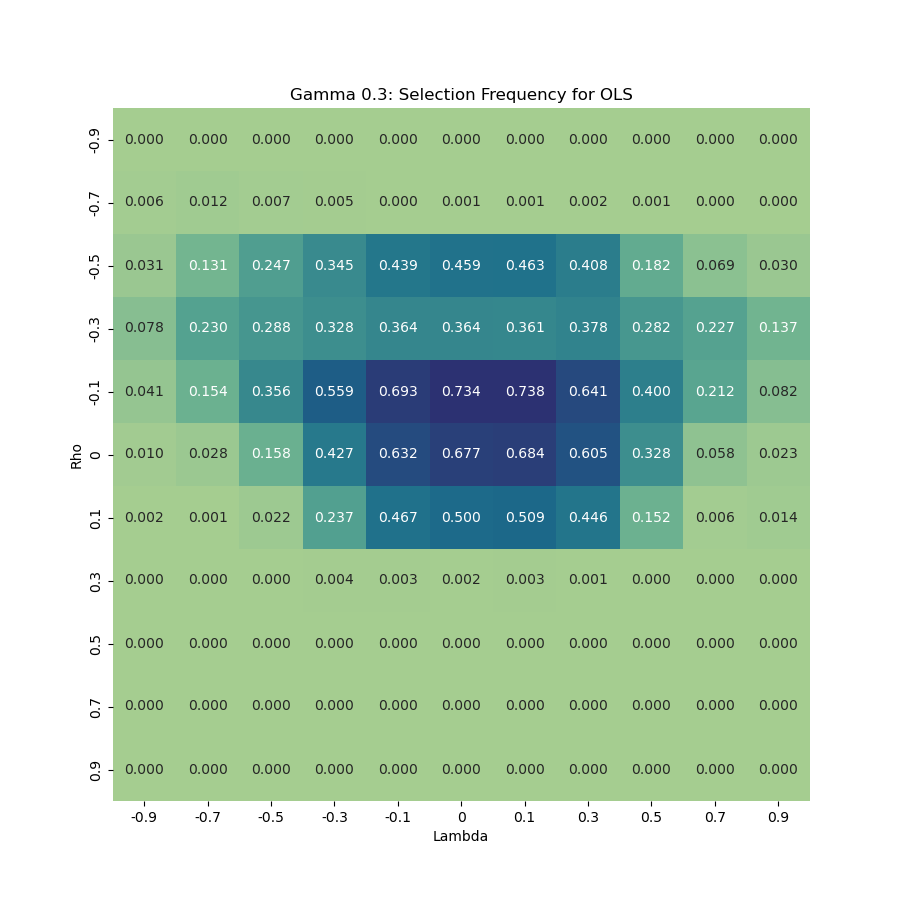 Gamma 0.3: Selection Frequency for OLS
-0.9 0.000 0.000 0.000 0.000 0.000 0.000 0.000 0.000 0.000 0.000 0.000
-0.7 0.006 0.012 0.007 0.005 0.000 0.001 0.001 0.002 0.001 0.000 0.000
-0.5 0.031 0.131 0.247 0.345 0.439 0.459 0.463 0.408 0.182 0.069 0.030
-0.3 0.078 0.230 0.288 0.328 0.364 0.364 0.361 0.378 0.282 0.227 0.137
-0.1 0.041 0.154 0.356 0.559 0.693 0.734 0.738 0.641 0.400 0.212 0.082
Rho
0 0.010 0.028 0.158 0.427 0.632 0.677 0.684 0.605 0.328 0.058 0.023
0.1 0.002 0.001 0.022 0.237 0.467 0.500 0.509 0.446 0.152 0.006 0.014
0.3 0.000 0.000 0.000 0.004 0.003 0.002 0.003 0.001 0.000 0.000 0.000
0.5 0.000 0.000 0.000 0.000 0.000 0.000 0.000 0.000 0.000 0.000 0.000
0.7 0.000 0.000 0.000 0.000 0.000 0.000 0.000 0.000 0.000 0.000 0.000
0.9 0.000 0.000 0.000 0.000 0.000 0.000 0.000 0.000 0.000 0.000 0.000
-0.9 -0.7 -0.5 -0.3 -0.1 0 0.1 0.3 0.5 0.7 0.9
Lambda